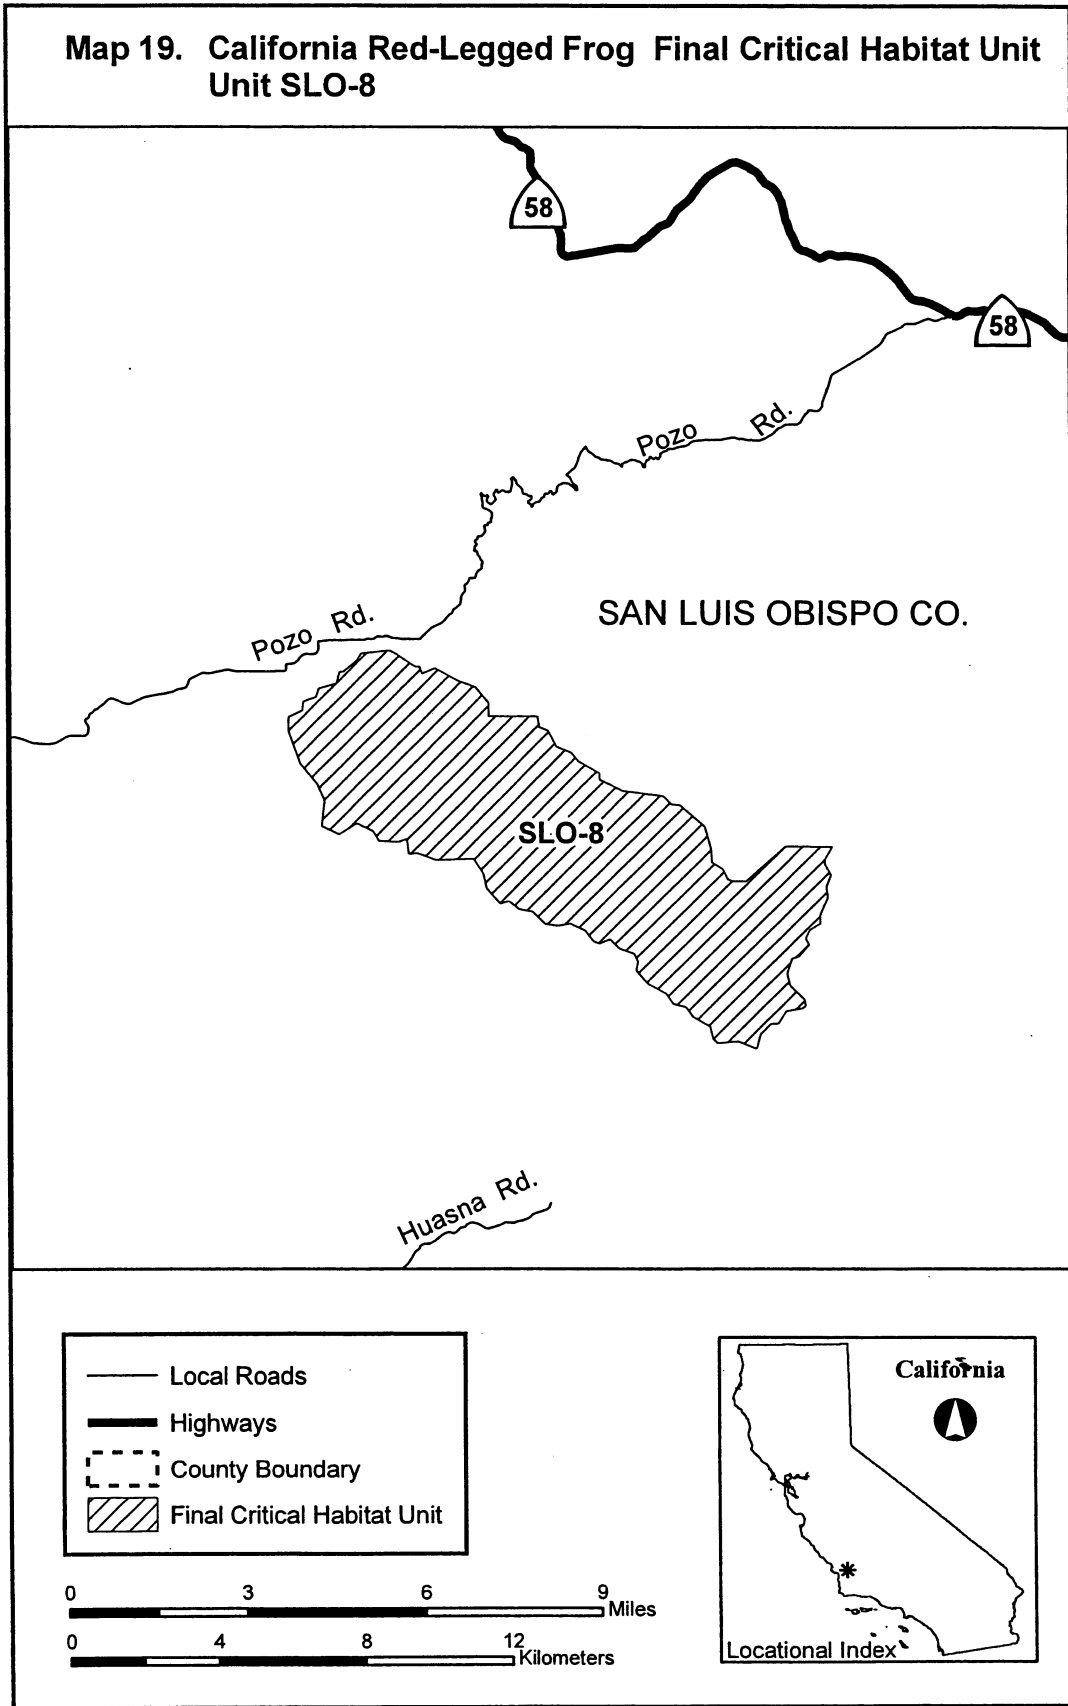 Map 19. California Red-Legged Frog Final Critical Habitat Unit
Unit SLO-8
58
58
Pozo Rd.
SAN LUIS OBISPO CO.
Pozo Rd.
SLO-8
Huasna Rd.
Local Roads
Highways
County Boundary
Final Critical Habitat Unit
California
Locational Index
0 3 6 9
Miles
0 4 8 12
Kilometers